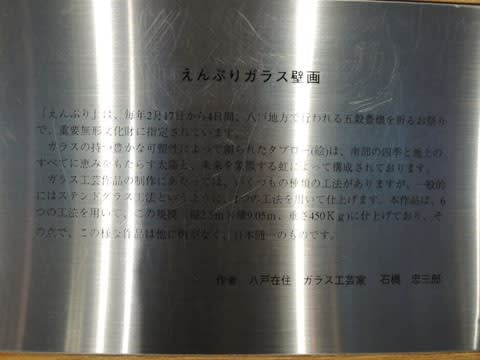 えんぶりガラス壁画
「えんぶり」は、毎年2月17日から4日間、八戸地方で行われる五穀豊穣を祈るお祭り
で、重要無形文化財に指定されています。
ガラスの持つ豊かな可塑性によって創られたタブロー(絵)は、南部の四季と地上の
すべてに恵みをもたらす太陽と、未来を象徴する虹によって構成されております。
ガラス工芸作品の制作にあたっては、いくつもの種類の工法がありますが、一般的
にはステンドグラス工法というように、1つの工法を用いて仕上げます。本作品は、6
つの工法を用いて、この規模(縦2.5m×横9.05m、重さ450Kg)に仕上げており、そ
の点で、この様な作品は他に例がなく、日本随一のものです。
作者 八戸在住 ガラス工芸家 石橋 忠三郎